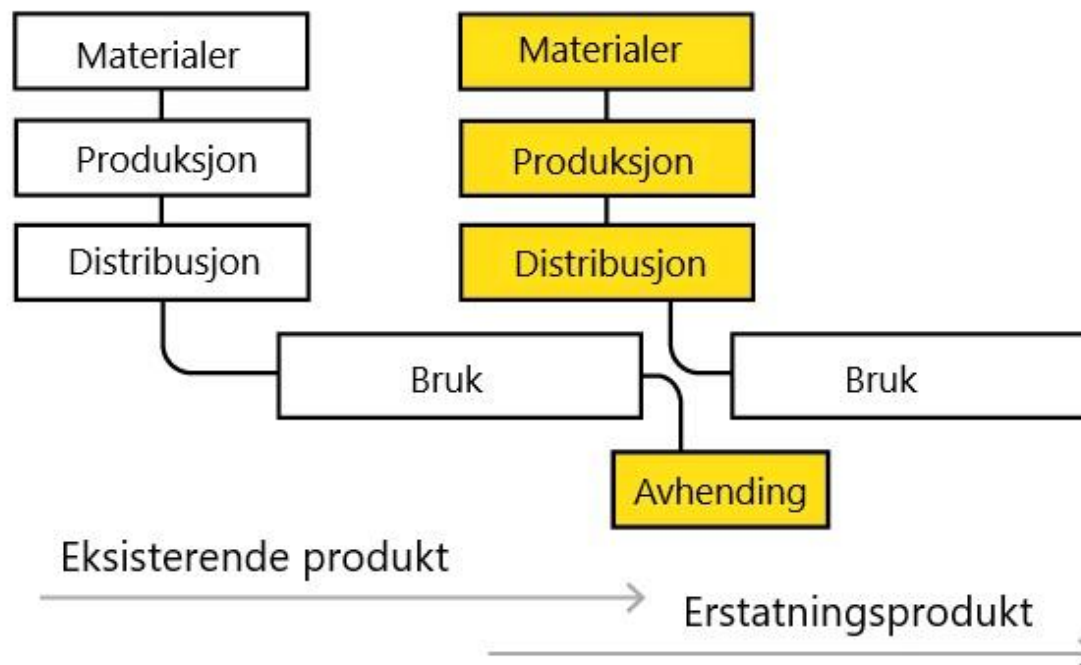 Materialer
Produksjon
Distribusjon
Bruk
Materialer
Produksjon
Distribusjon
Bruk
Avhending
Eksisterende produkt
Erstatningsprodukt